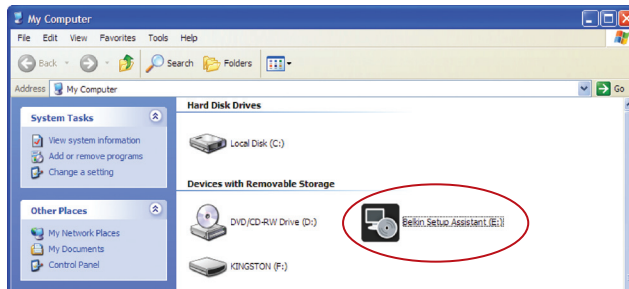 My Computer
File Edit View Favorites Tools Help
Back Search Folders
Address My Computer Go
System Tasks
View system information
Add or remove programs
Change a setting
Other Places
My Network Places
My Documents
Control Panel
Hard Disk Drives
Local Disk (C:)
Devices with Removable Storage
DVD/CD-RW Drive (D:)
Belkin Setup Assistant (E:)
KINGSTON (F:)